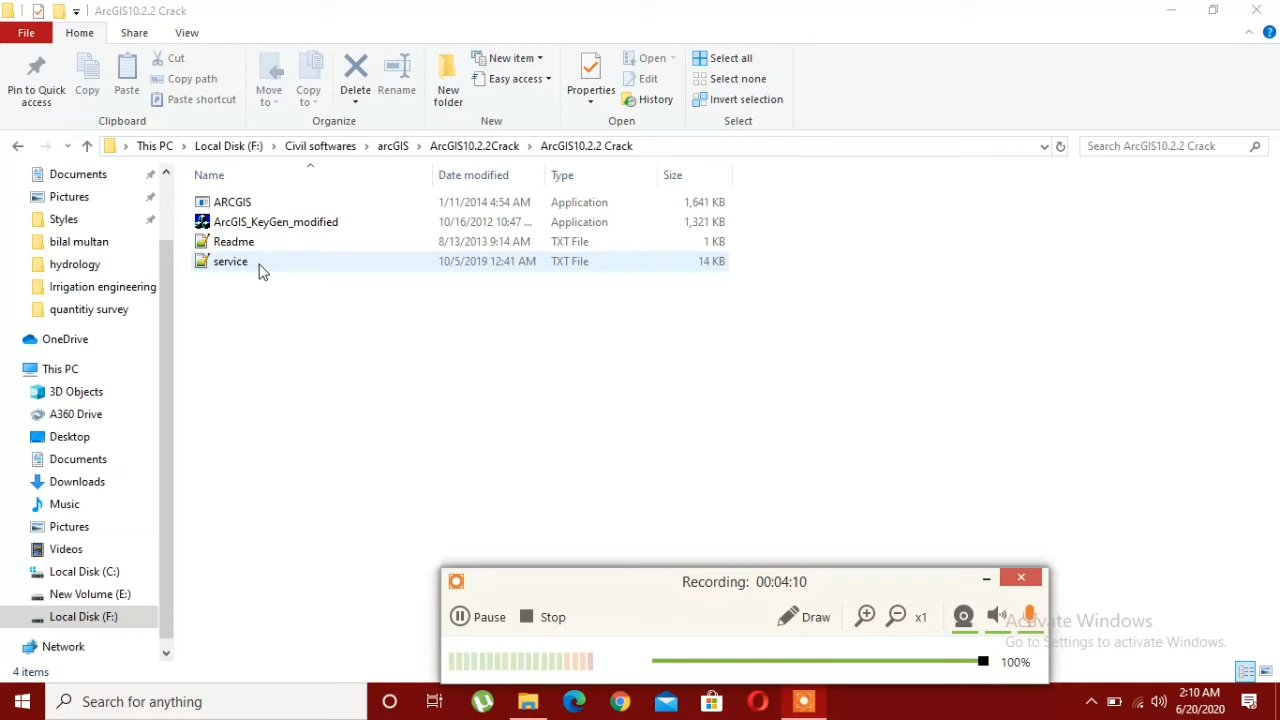 ArcGIS10.2.2 Crack
File Home Share View
Pin to Quick access
Copy
Paste
Cut
Copy path
Paste shortcut
Clipboard
Move to
Copy to
Delete
Rename
Organize
New folder
New item
Easy access
New
Properties
Open
Edit
History
Open
Select all
Select none
Invert selection
Select
This PC Local Disk (F:) Civil softwares arcGIS ArcGIS10.2.2Crack ArcGIS10.2.2 Crack
Search ArcGIS10.2.2 Crack
Name Date modified Type Size
ARCGIS 1/11/2014 4:54 AM Application 1,641 KB
ArcGIS_KeyGen_modified 10/16/2012 10:47 ... Application 1,321 KB
Readme 8/13/2013 9:14 AM TXT File 1 KB
service 10/5/2019 12:41 AM TXT File 14 KB
Documents
Pictures
Styles
bilal multan
hydrology
Irrigation engineering
quantitiy survey
OneDrive
This PC
3D Objects
A360 Drive
Desktop
Documents
Downloads
Music
Pictures
Videos
Local Disk (C:)
New Volume (E:)
Local Disk (F:)
Network
4 items
Recording: 00:04:10
Pause Stop Draw x1
100%
Activate Windows
Go to Settings to activate Windows.
Search for anything
2:10 AM
6/20/2020